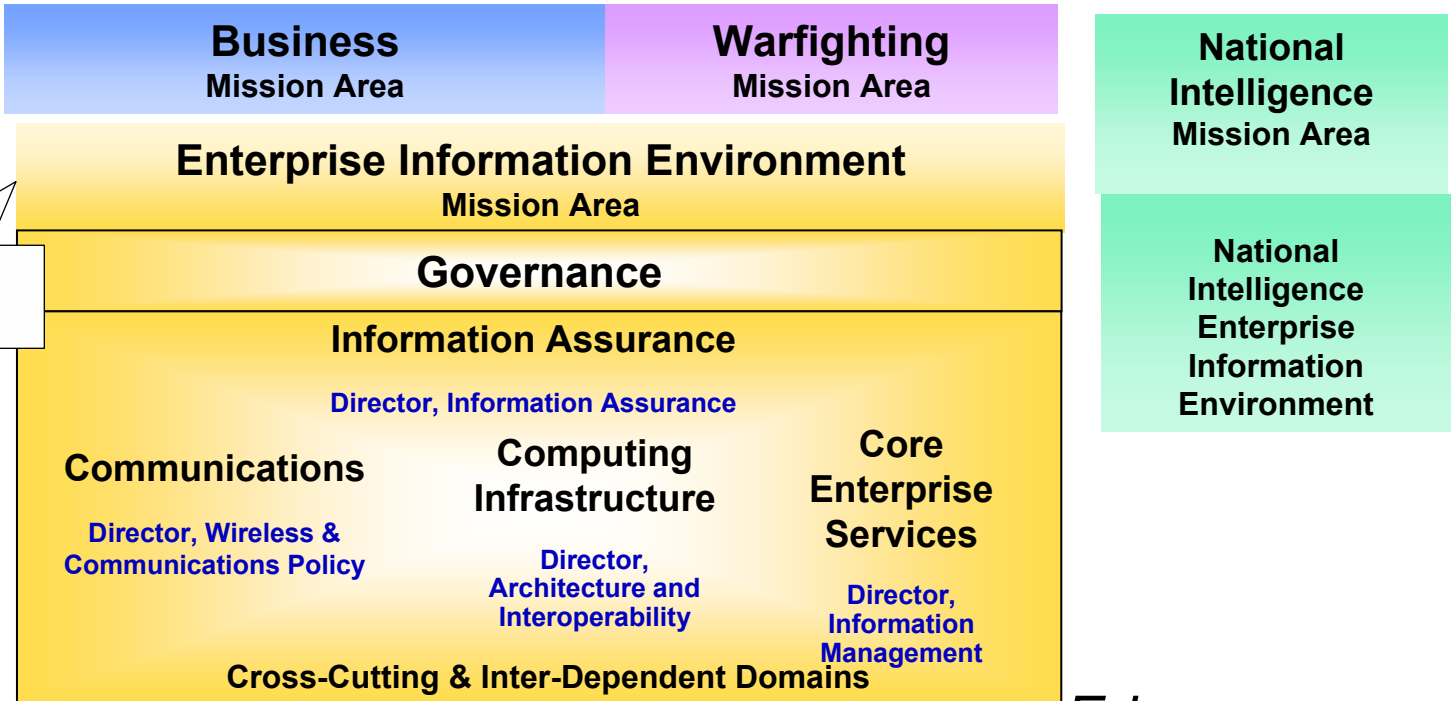 Business
Mission Area
Warfighting
Mission Area
National
Intelligence
Mission Area
Enterprise Information Environment
Mission Area
Governance
National
Intelligence
Enterprise
Information
Environment
Information Assurance
Director, Information Assurance
Communications
Director, Wireless &
Communications Policy
Computing
Infrastructure
Director,
Architecture and
Interoperability
Core
Enterprise
Services
Director,
Information
Management
Cross-Cutting & Inter-Dependent Domains